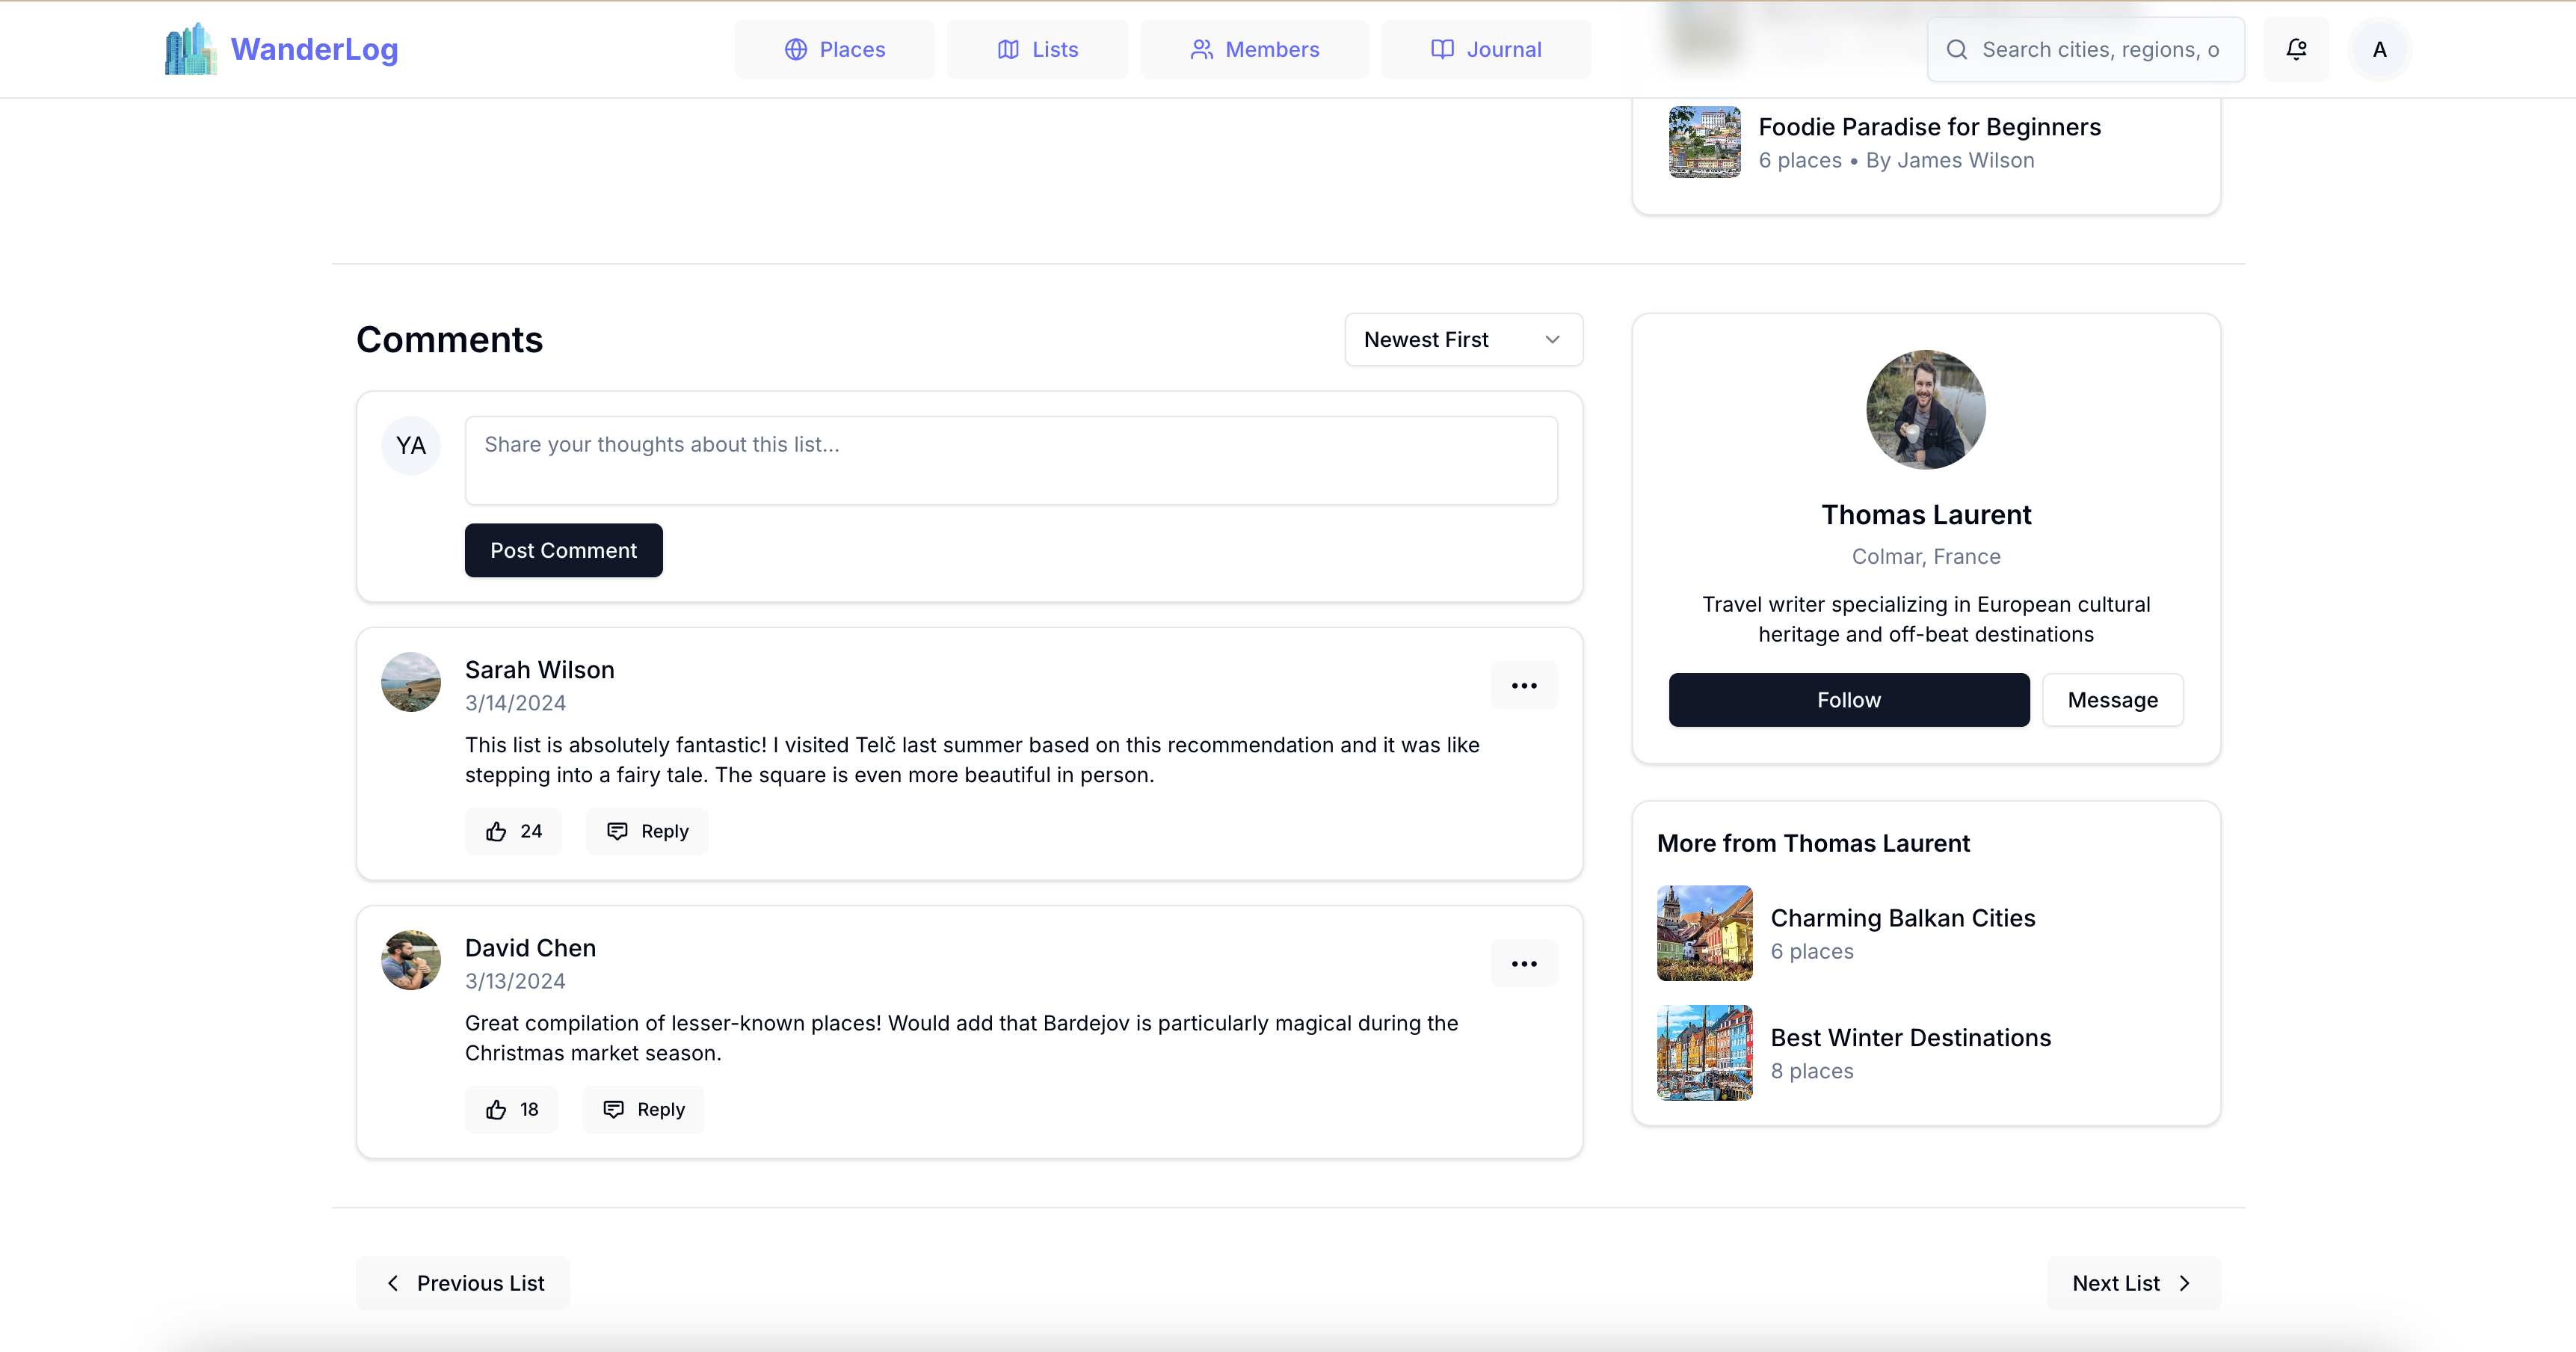 WanderLog
Places
Lists
Members
Journal
Search cities, regions, o
A
Foodie Paradise for Beginners
6 places • By James Wilson
Comments
Newest First
YA
Share your thoughts about this list...
Post Comment
Sarah Wilson
3/14/2024
This list is absolutely fantastic! I visited Telč last summer based on this recommendation and it was like
stepping into a fairy tale. The square is even more beautiful in person.
24
Reply
David Chen
3/13/2024
Great compilation of lesser-known places! Would add that Bardejov is particularly magical during the
Christmas market season.
18
Reply
Thomas Laurent
Colmar, France
Travel writer specializing in European cultural
heritage and off-beat destinations
Follow
Message
More from Thomas Laurent
Charming Balkan Cities
6 places
Best Winter Destinations
8 places
Previous List
Next List